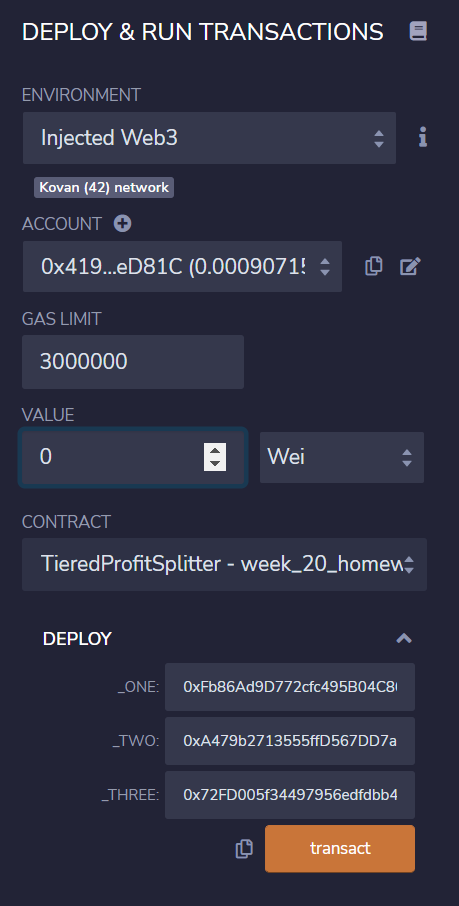 DEPLOY & RUN TRANSACTIONS
ENVIRONMENT
Injected Web3
Kovan (42) network
ACCOUNT
0x419...eD81C (0.00090715
GAS LIMIT
3000000
VALUE
0 Wei
CONTRACT
TieredProfitSplitter - week_20_homew
DEPLOY
_ONE: 0xFb86Ad9D772cfc495B04C8
_TWO: 0xA479b2713555ffD567DD7a
_THREE: 0x72FD005f34497956edfdbb4
transact